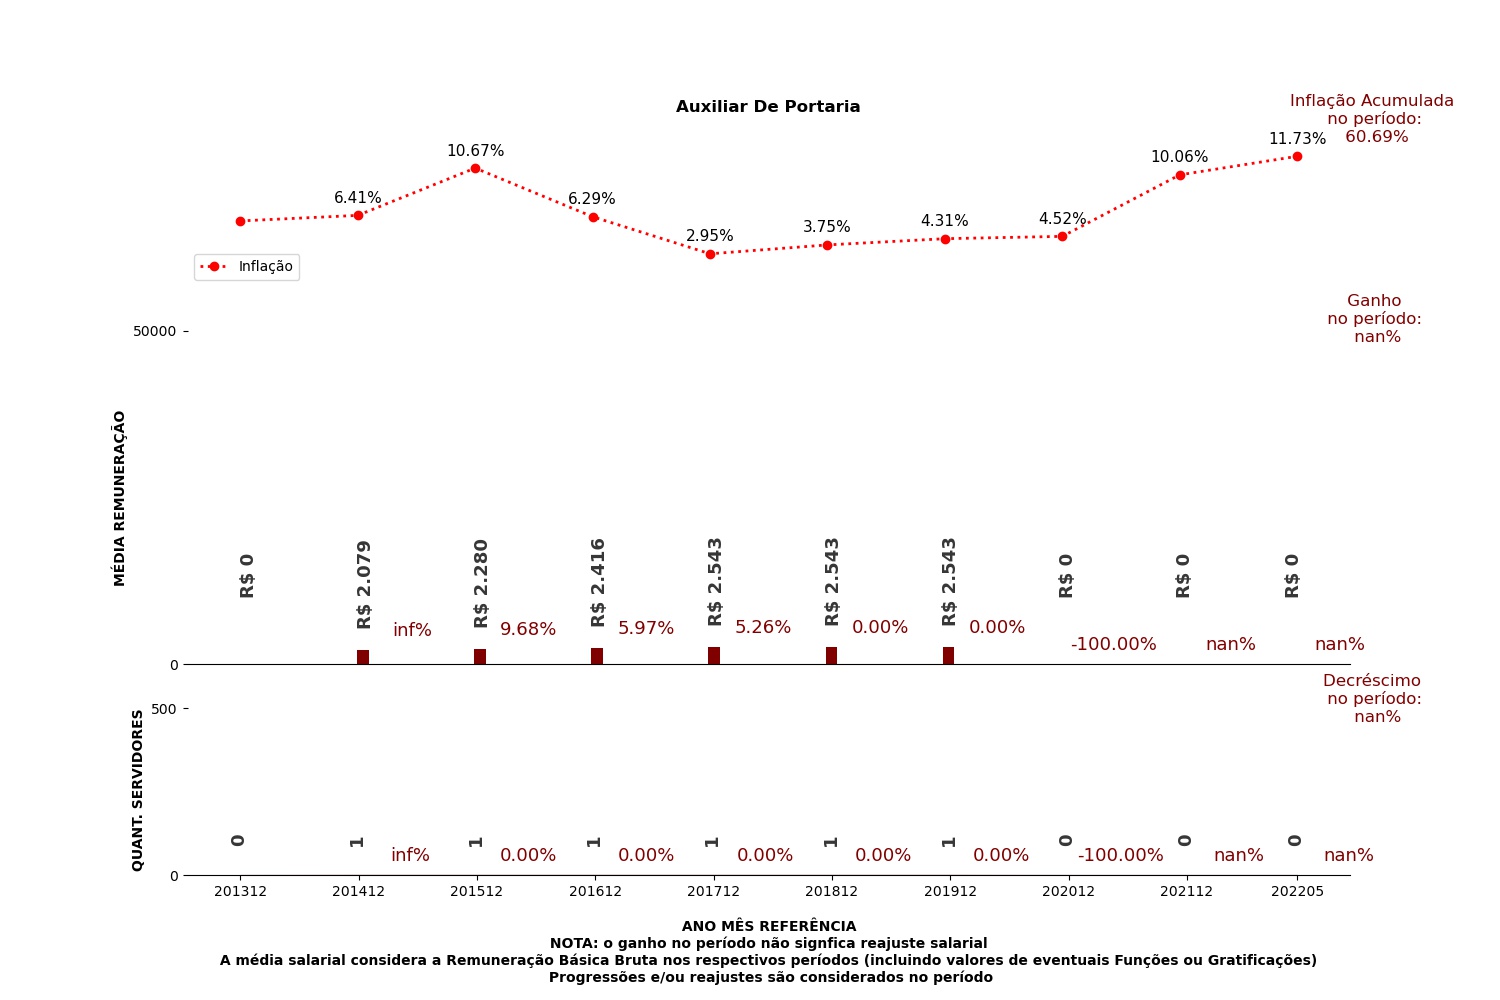 Auxiliar De Portaria
Inflação Acumulada
no período:
60.69%
6.41%
10.67%
6.29%
2.95%
3.75%
4.31%
4.52%
10.06%
11.73%
Inflação
Ganho
no período:
nan%
50000
0
MÉDIA REMUNERAÇÃO
R$ 0
R$ 2.079
R$ 2.280
R$ 2.416
R$ 2.543
R$ 2.543
R$ 2.543
R$ 0
R$ 0
R$ 0
inf%
9.68%
5.97%
5.26%
0.00%
0.00%
-100.00%
nan%
nan%
Decréscimo
no período:
nan%
500
0
QUANT. SERVIDORES
0
1
1
1
1
1
1
0
0
0
inf%
0.00%
0.00%
0.00%
0.00%
0.00%
-100.00%
nan%
nan%
201312
201412
201512
201612
201712
201812
201912
202012
202112
202205
ANO MÊS REFERÊNCIA
NOTA: o ganho no período não signfica reajuste salarial
A média salarial considera a Remuneração Básica Bruta nos respectivos períodos (incluindo valores de eventuais Funções ou Gratificações)
Progressões e/ou reajustes são considerados no período